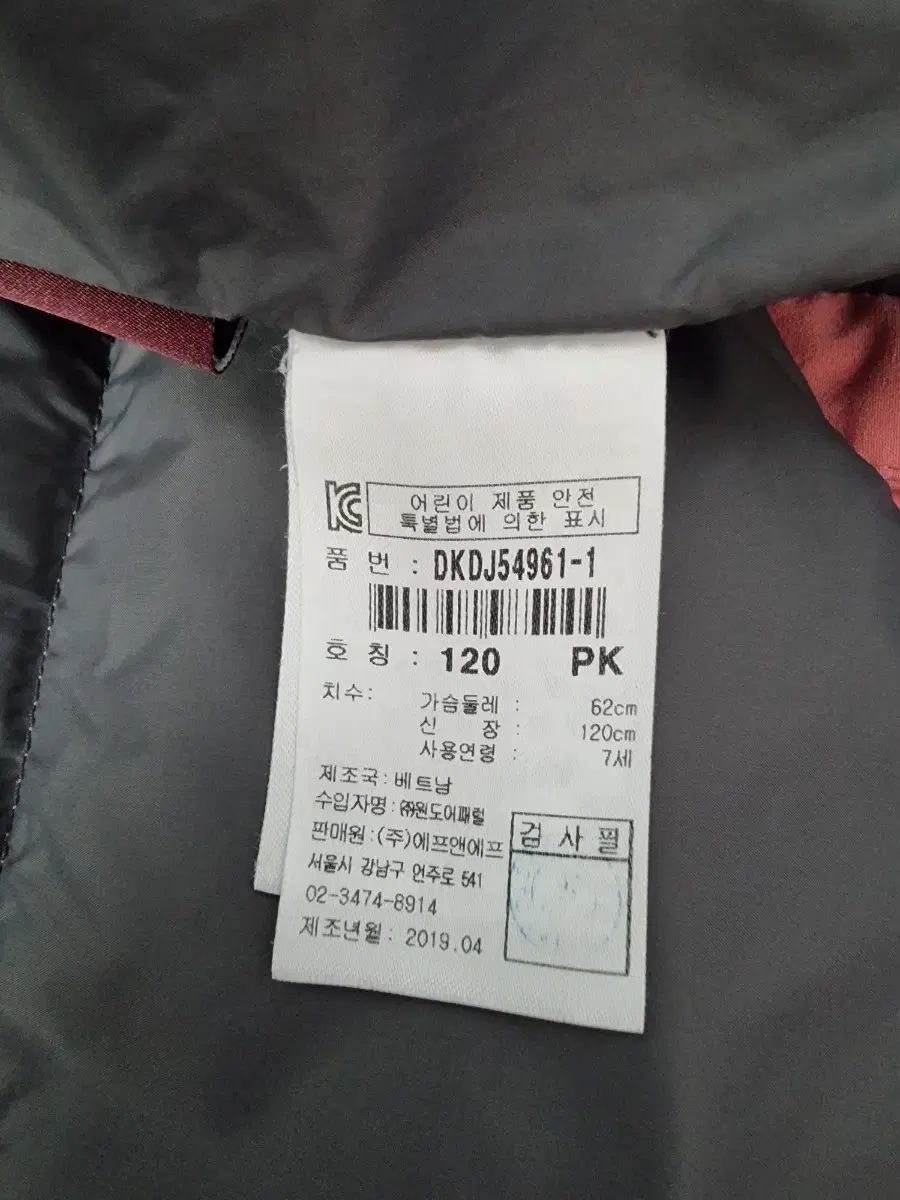 KC 어린이 제품 안전
특별법에 의한 표시
품 번 : DKDJ54961-1
호 칭 : 120 PK
치수: 가슴둘레 : 62cm
신 장 : 120cm
사용연령 : 7세
제조국: 베트남
수입자명: ㈜원도어패럴
판매원:(주)에프앤에프
서울시 강남구 언주로 541
02-3474-8914
제조년월: 2019.04
검 사 필